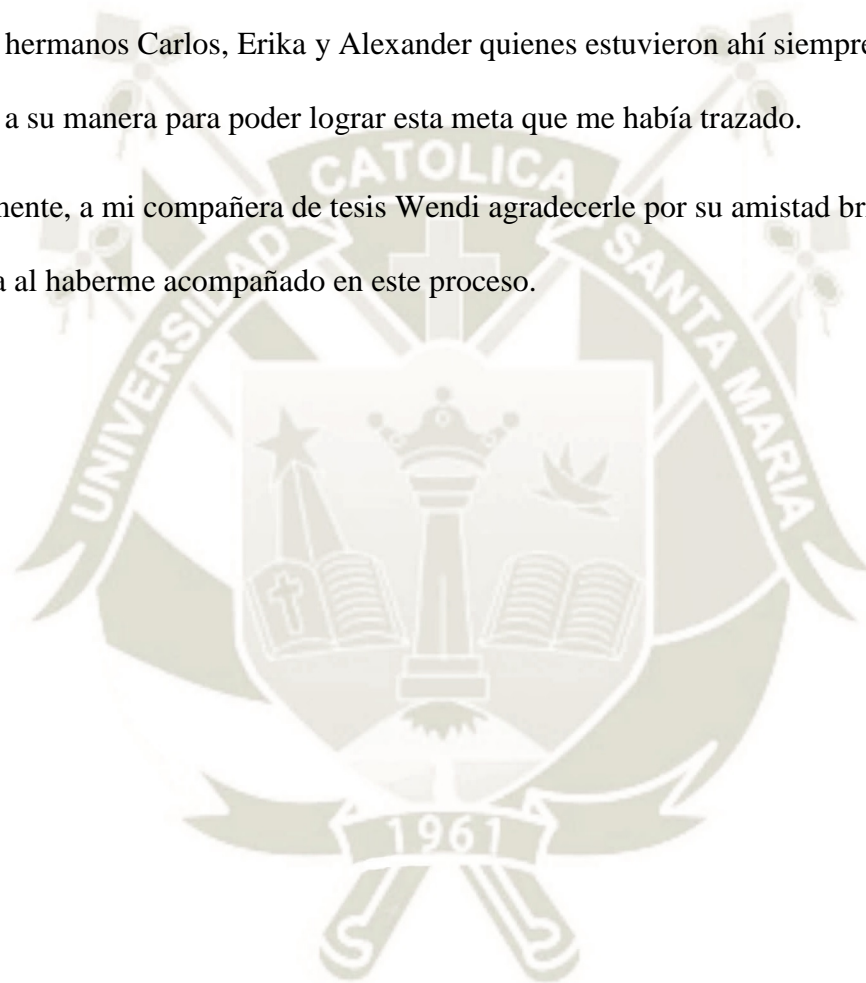 hermanos Carlos, Erika y Alexander quienes estuvieron ahí siempre
a su manera para poder lograr esta meta que me había trazado.
mente, a mi compañera de tesis Wendi agradecerle por su amistad br
a al haberme acompañado en este proceso.
UNIVERSIDAD CATOLICA SANTA MARIA
1961